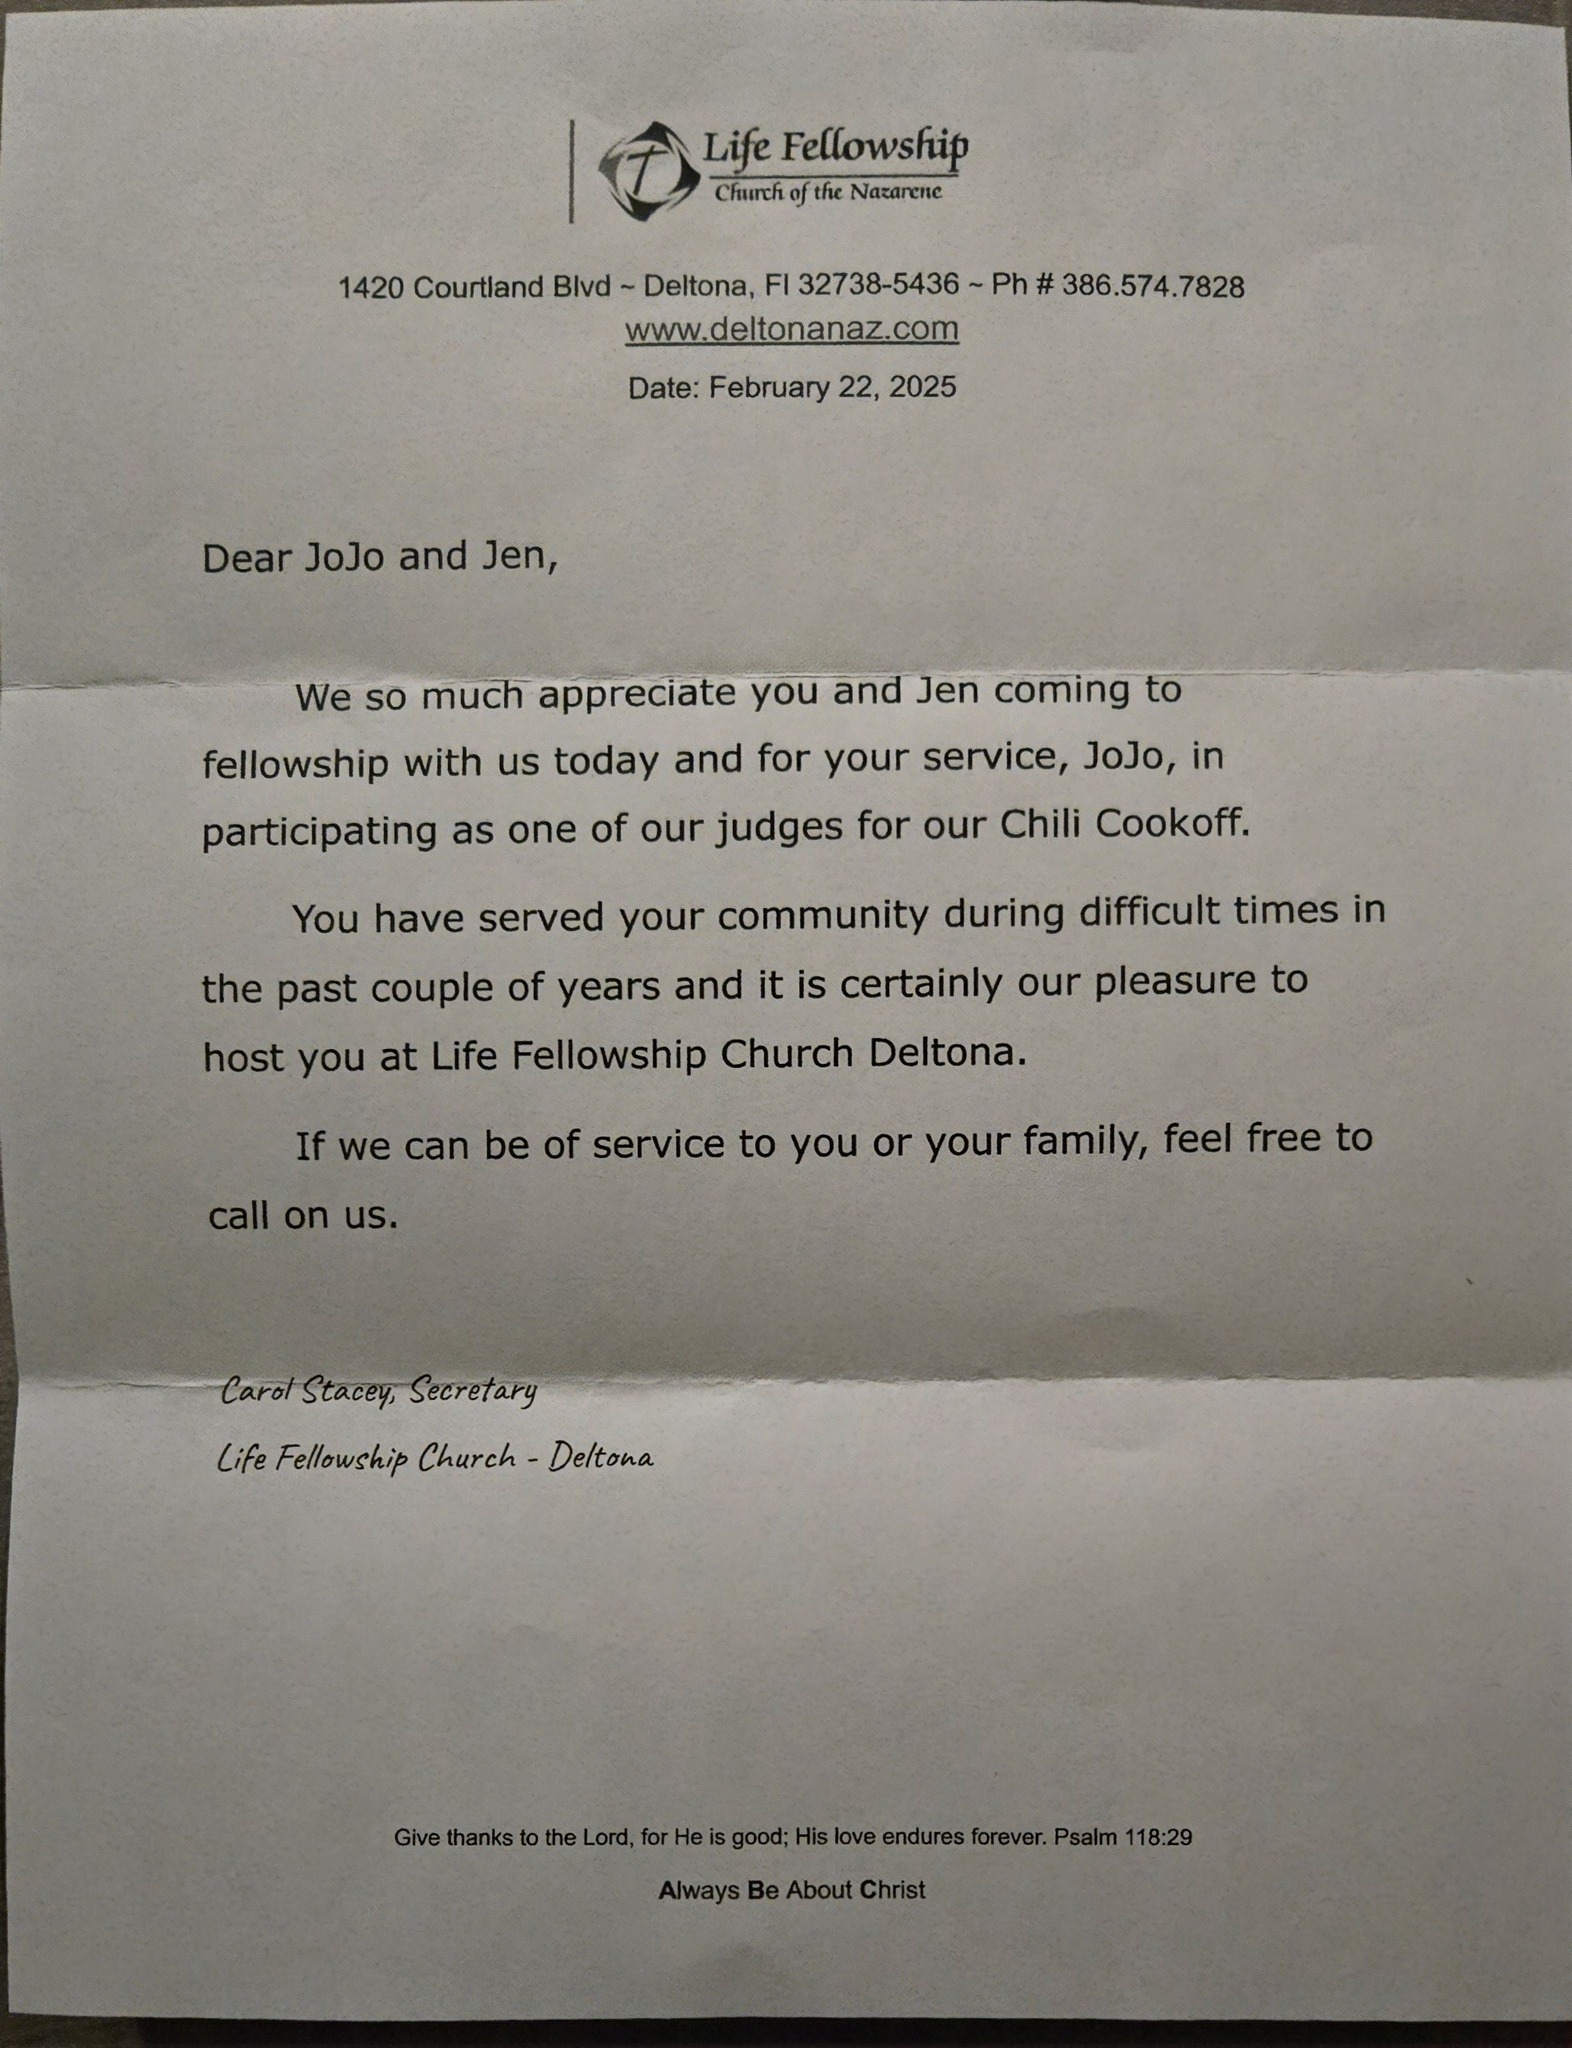 Life Fellowship
Church of the Nazarene
1420 Courtland Blvd ~ Deltona, Fl 32738-5436 ~ Ph # 386.574.7828
www.deltonanaz.com
Date: February 22, 2025
Dear JoJo and Jen,
We so much appreciate you and Jen coming to
fellowship with us today and for your service, JoJo, in
participating as one of our judges for our Chili Cookoff.
You have served your community during difficult times in
the past couple of years and it is certainly our pleasure to
host you at Life Fellowship Church Deltona.
If we can be of service to you or your family, feel free to
call on us.
Carol Stacey, Secretary
Life Fellowship Church - Deltona
Give thanks to the Lord, for He is good; His love endures forever. Psalm 118:29
Always Be About Christ